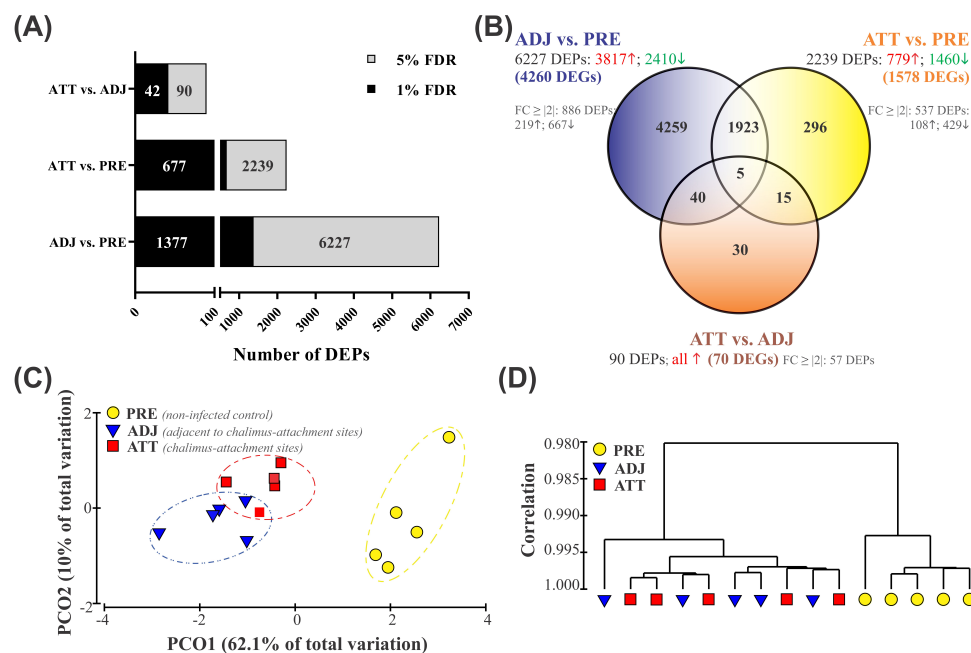 (A)
5% FDR
1% FDR
ATT vs. ADJ
42
90
ATT vs. PRE
677
2239
ADJ vs. PRE
1377
6227
0
100
1000
2000
3000
4000
5000
6000
7000
Number of DEPs
(B)
ADJ vs. PRE
6227 DEPs: 3817↑; 2410↓
(4260 DEGs)
FC ≥ |2|: 886 DEPs:
219↑; 667↓
ATT vs. PRE
2239 DEPs: 779↑; 1460↓
(1578 DEGs)
FC ≥ |2|: 537 DEPs:
108↑; 429↓
4259
1923
296
5
40
15
30
ATT vs. ADJ
90 DEPs; all ↑ (70 DEGs) FC ≥ |2|: 57 DEPs
(C)
PRE (non-infected control)
ADJ (adjacent to chalimus-attachment sites)
ATT (chalimus-attachment sites)
PCO2 (10% of total variation)
2
0
-2
-4
-2
0
2
4
PCO1 (62.1% of total variation)
(D)
PRE
ADJ
ATT
Correlation
0.980
0.985
0.990
0.995
1.000